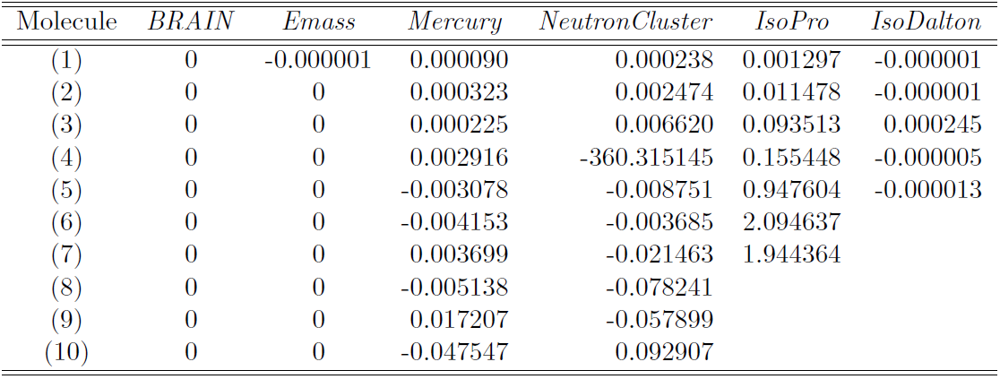 Molecule BRAIN Emass Mercury NeutronCluster IsoPro IsoDalton
(1) 0 -0.000001 0.000090 0.000238 0.001297 -0.000001
(2) 0 0 0.000323 0.002474 0.011478 -0.000001
(3) 0 0 0.000225 0.006620 0.093513 0.000245
(4) 0 0 0.002916 -360.315145 0.155448 -0.000005
(5) 0 0 -0.003078 -0.008751 0.947604 -0.000013
(6) 0 0 -0.004153 -0.003685 2.094637
(7) 0 0 0.003699 -0.021463 1.944364
(8) 0 0 -0.005138 -0.078241
(9) 0 0 0.017207 -0.057899
(10) 0 0 -0.047547 0.092907